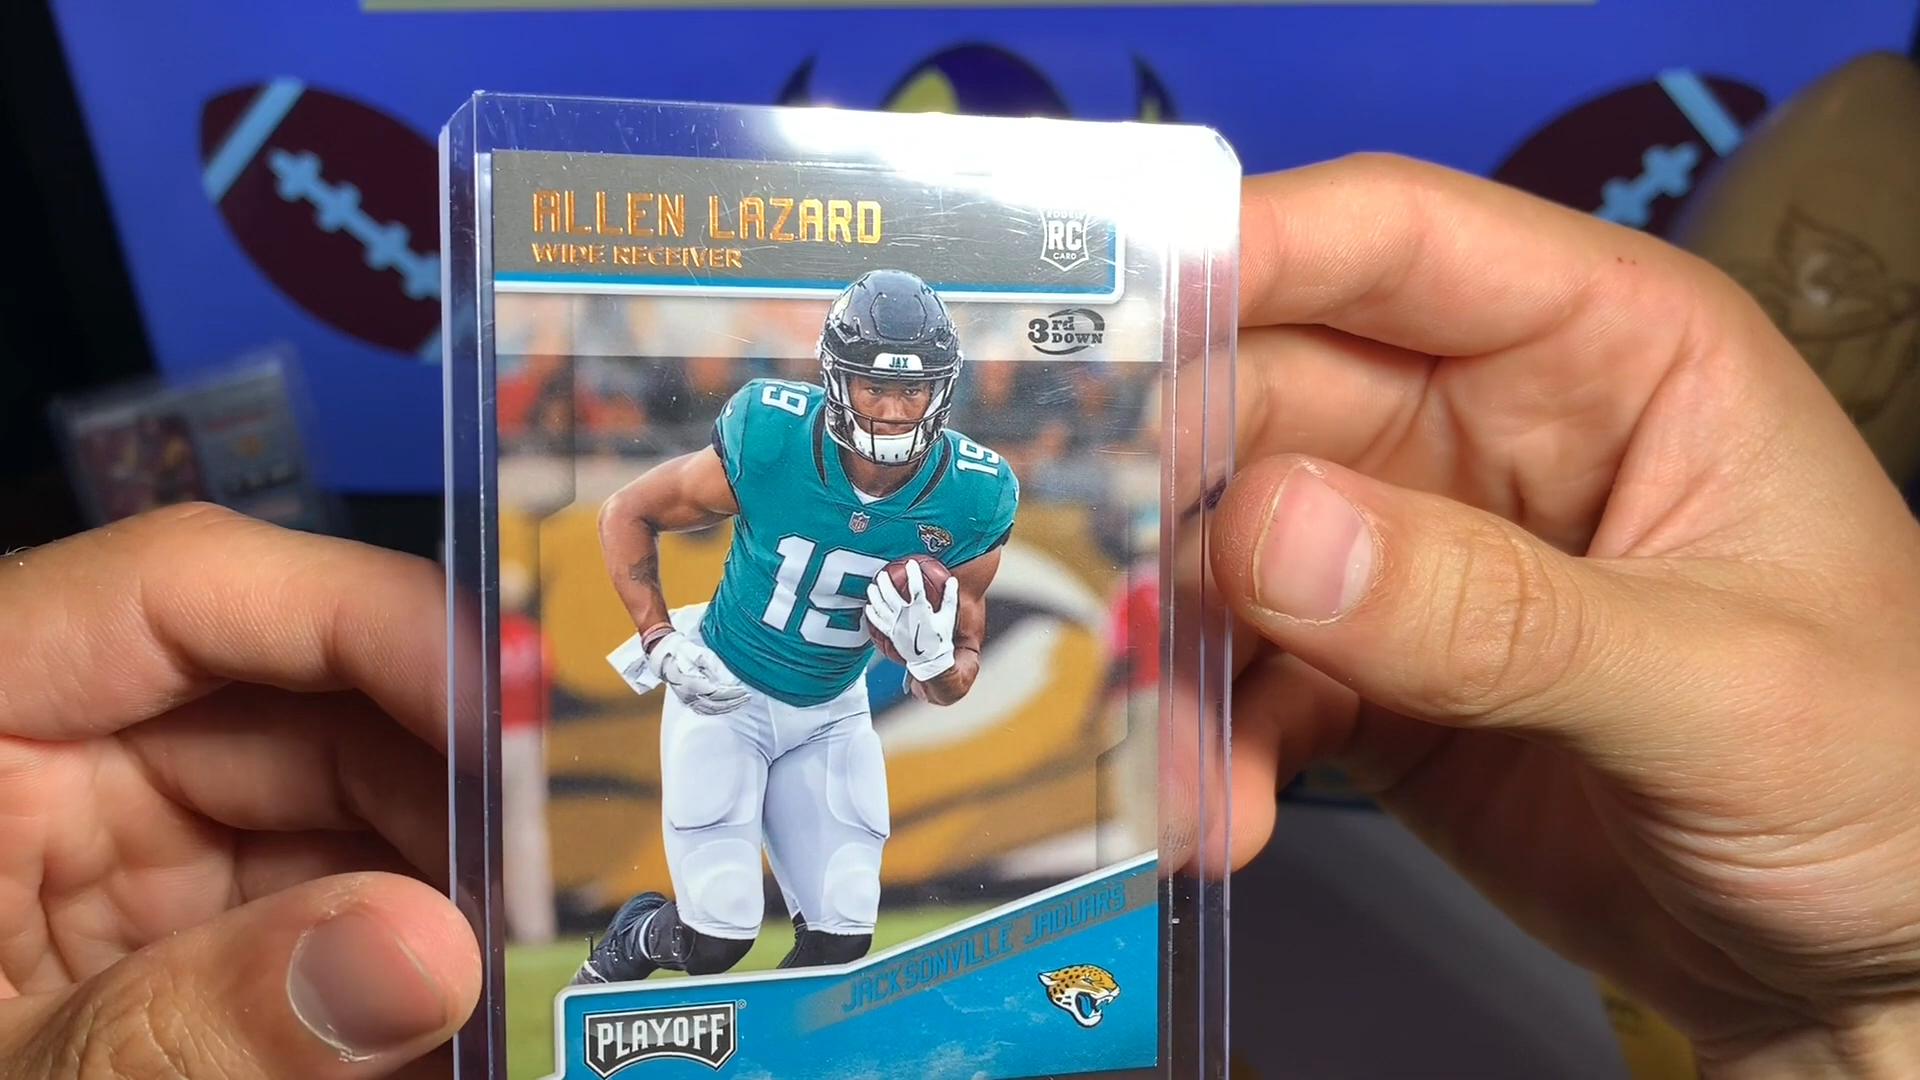 ALLEN LAZARD
WIDE RECEIVER
ROOKIE
RC
CARD
3rd
DOWN
JAX
19
19
19
JACKSONVILLE JAGUARS
PLAYOFF